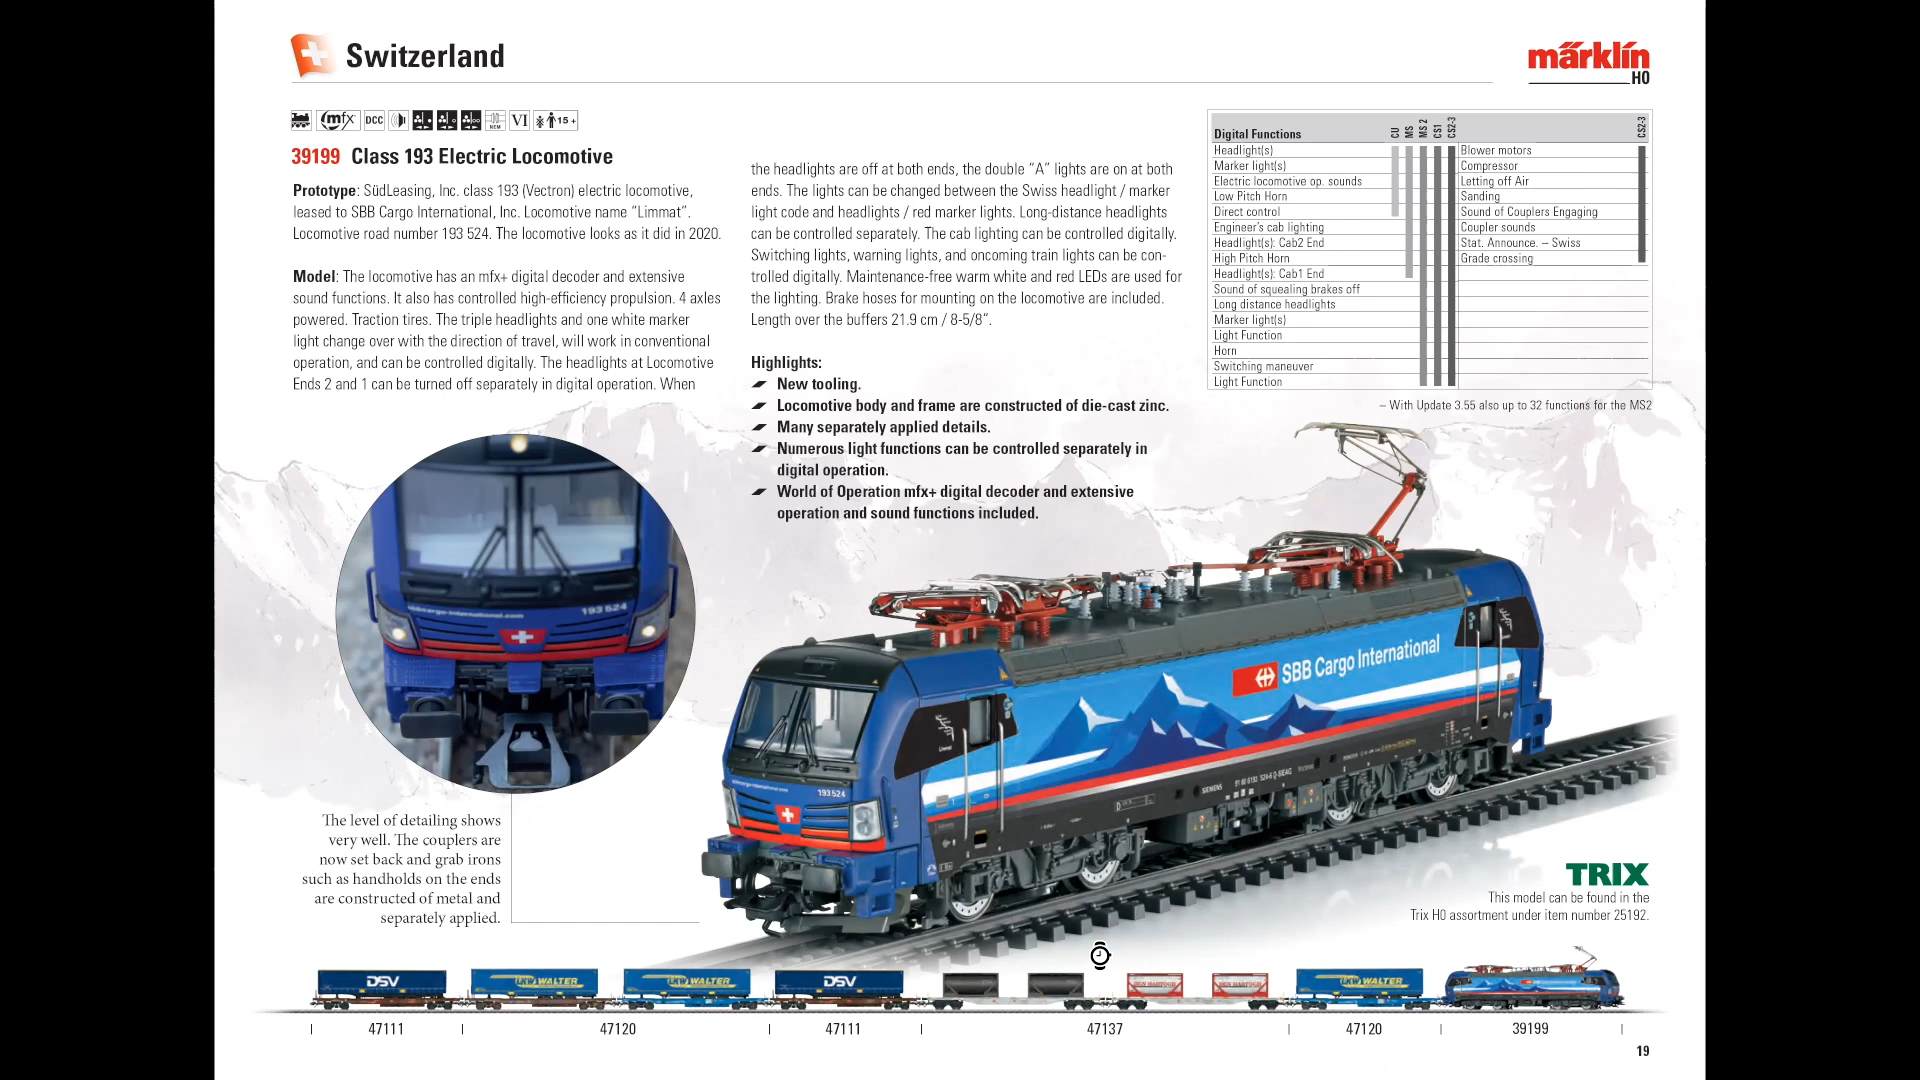 Switzerland
märklin
H0
mfx
DCC
NEM
VI
15 +
39199 Class 193 Electric Locomotive
Prototype: SüdLeasing, Inc. class 193 (Vectron) electric locomotive,
leased to SBB Cargo International, Inc. Locomotive name “Limmat”.
Locomotive road number 193 524. The locomotive looks as it did in 2020.
Model: The locomotive has an mfx+ digital decoder and extensive
sound functions. It also has controlled high-efficiency propulsion. 4 axles
powered. Traction tires. The triple headlights and one white marker
light change over with the direction of travel, will work in conventional
operation, and can be controlled digitally. The headlights at Locomotive
Ends 2 and 1 can be turned off separately in digital operation. When
the headlights are off at both ends, the double “A” lights are on at both
ends. The lights can be changed between the Swiss headlight / marker
light code and headlights / red marker lights. Long-distance headlights
can be controlled separately. The cab lighting can be controlled digitally.
Switching lights, warning lights, and oncoming train lights can be con-
trolled digitally. Maintenance-free warm white and red LEDs are used for
the lighting. Brake hoses for mounting on the locomotive are included.
Length over the buffers 21.9 cm / 8-5/8“.
Highlights:
New tooling.
Locomotive body and frame are constructed of die-cast zinc.
Many separately applied details.
Numerous light functions can be controlled separately in
digital operation.
World of Operation mfx+ digital decoder and extensive
operation and sound functions included.
Digital Functions CU MS MS 2 CS1 CS2-3 CS2-3
Headlight(s) Blower motors
Marker light(s) Compressor
Electric locomotive op. sounds Letting off Air
Low Pitch Horn Sanding
Direct control Sound of Couplers Engaging
Engineer’s cab lighting Coupler sounds
Headlight(s): Cab2 End Stat. Announce. – Swiss
High Pitch Horn Grade crossing
Headlight(s): Cab1 End
Sound of squealing brakes off
Long distance headlights
Marker light(s)
Light Function
Horn
Switching maneuver
Light Function
– With Update 3.55 also up to 32 functions for the MS2
193 524
SBB Cargo International
Limmat
193 524
SIEMENS
The level of detailing shows
very well. The couplers are
now set back and grab irons
such as handholds on the ends
are constructed of metal and
separately applied.
TRIX
This model can be found in the
Trix H0 assortment under item number 25192.
DSV
LKW WALTER
LKW WALTER
DSV
DEN HARTOGH
DEN HARTOGH
LKW WALTER
47111 47120 47111 47137 47120 39199
19